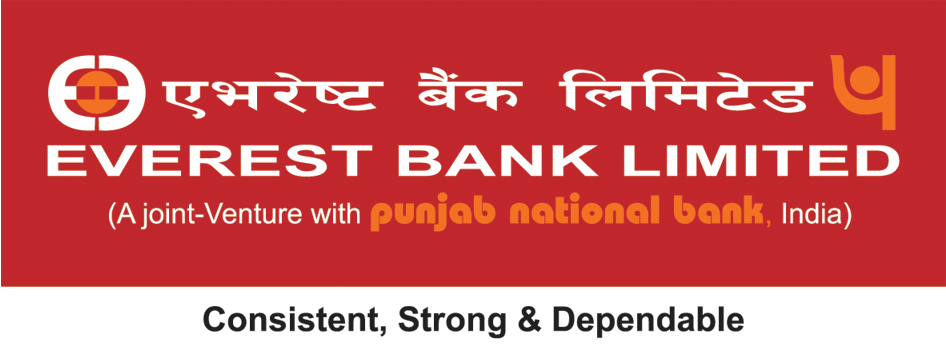 एभरेष्ट बैंक लिमिटेड
EVEREST BANK LIMITED
(A joint-Venture with punjab national bank, India)
Consistent, Strong & Dependable